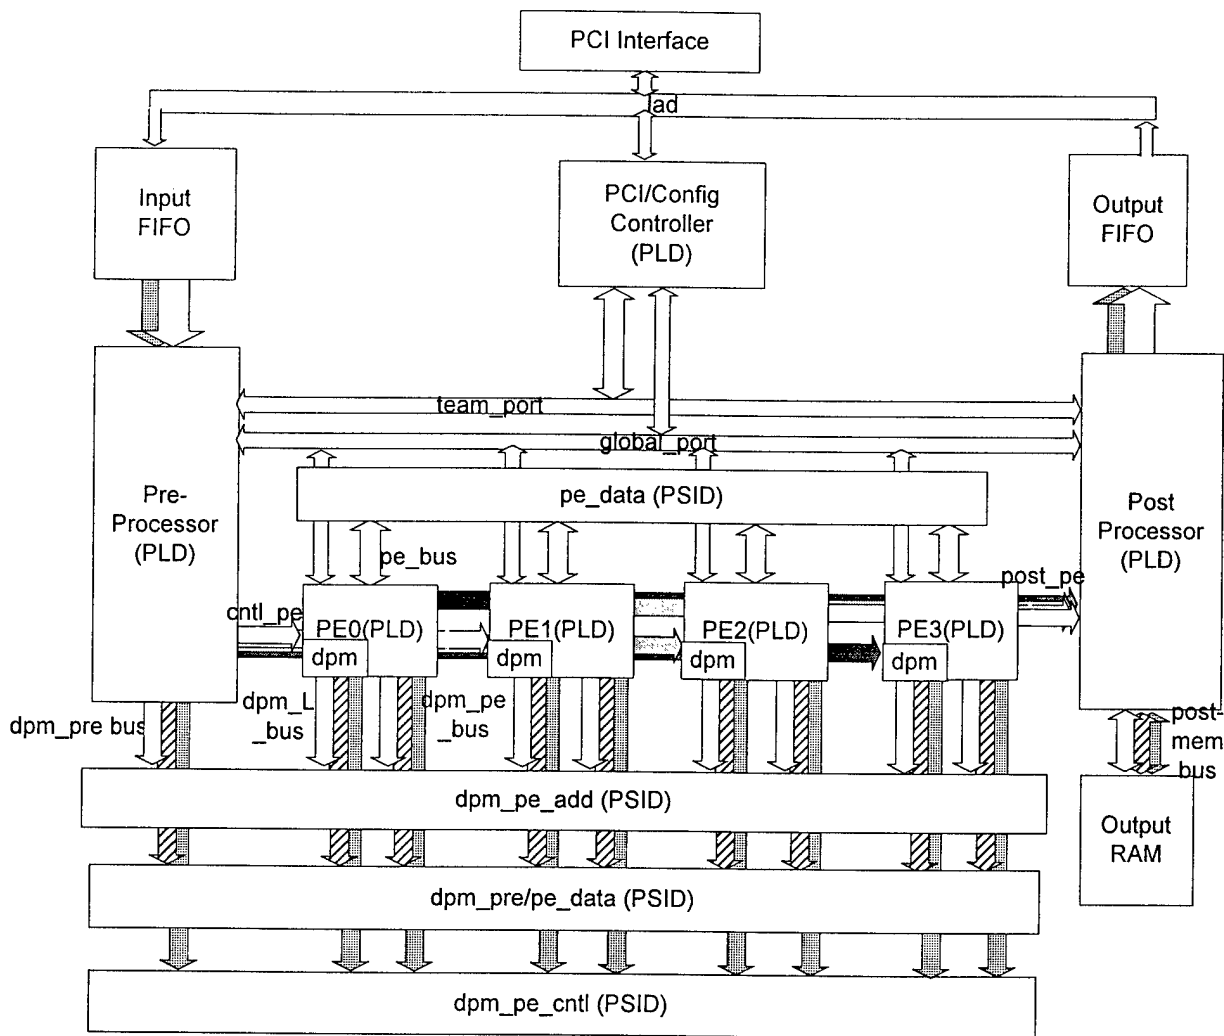 PCI Interface
lad
Input
FIFO
PCI/Config
Controller
(PLD)
Output
FIFO
team_port
global_port
pe_data (PSID)
Pre-
Processor
(PLD)
Post
Processor
(PLD)
pe_bus
post_pe
cntl_pe
PE0(PLD)
PE1(PLD)
PE2(PLD)
PE3(PLD)
dpm
dpm
dpm
dpm
dpm_pre bus
dpm_L
_bus
dpm_pe
_bus
post-
mem
bus
dpm_pe_add (PSID)
Output
RAM
dpm_pre/pe_data (PSID)
dpm_pe_cntl (PSID)